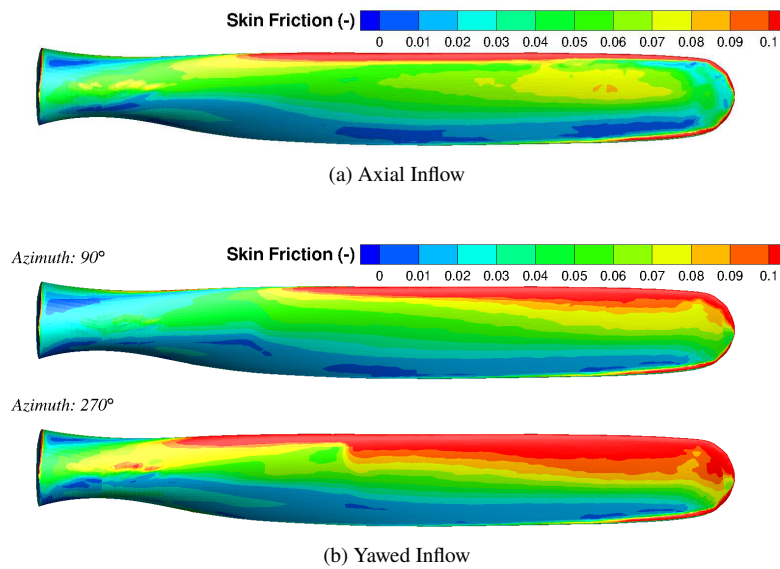 Skin Friction (-)
0 0.01 0.02 0.03 0.04 0.05 0.06 0.07 0.08 0.09 0.1
(a) Axial Inflow
Azimuth: 90°
Skin Friction (-)
0 0.01 0.02 0.03 0.04 0.05 0.06 0.07 0.08 0.09 0.1
Azimuth: 270°
(b) Yawed Inflow